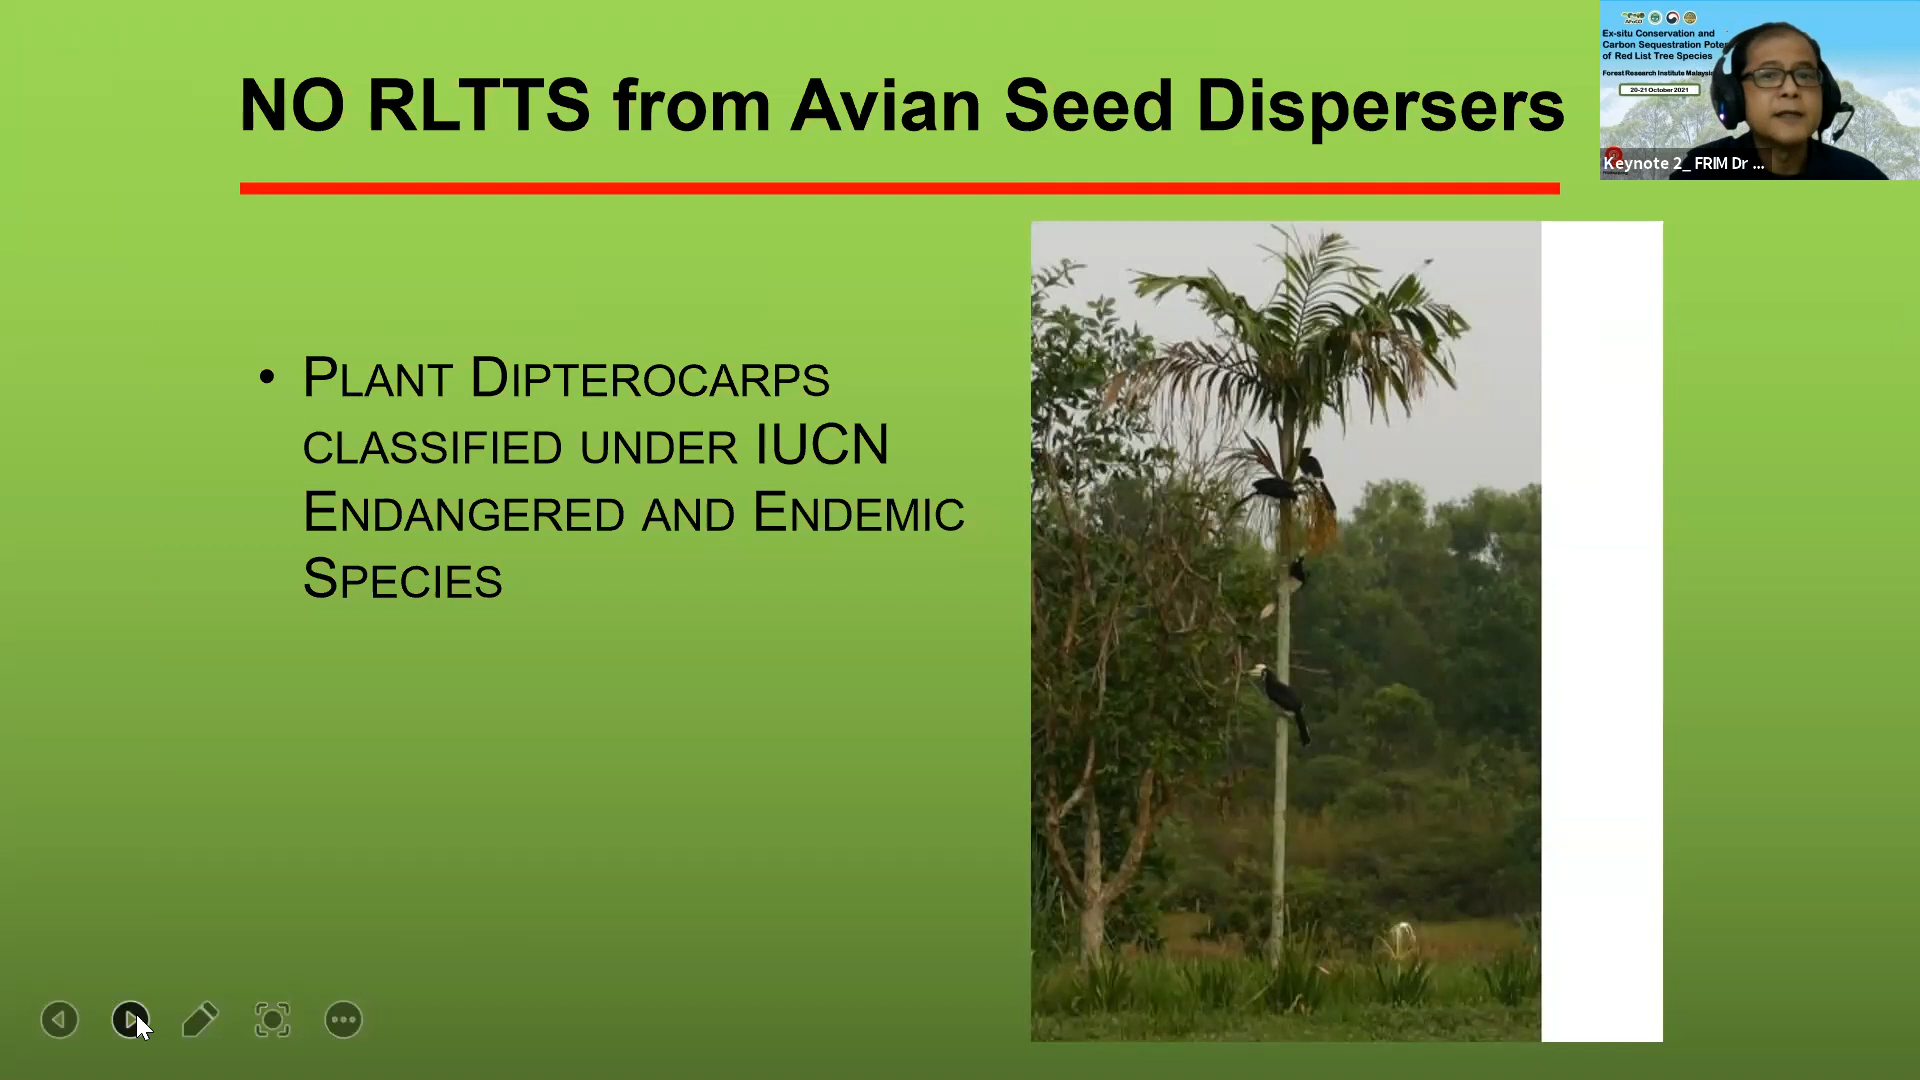 NO RLTTS from Avian Seed Dispersers
• PLANT DIPTEROCARPS
CLASSIFIED UNDER IUCN
ENDANGERED AND ENDEMIC
SPECIES
Ex-situ Conservation and
Carbon Sequestration Poten
of Red List Tree Species
Forest Research Institute Malaysia
20-21 October 2021
Keynote 2_ FRIM Dr ...